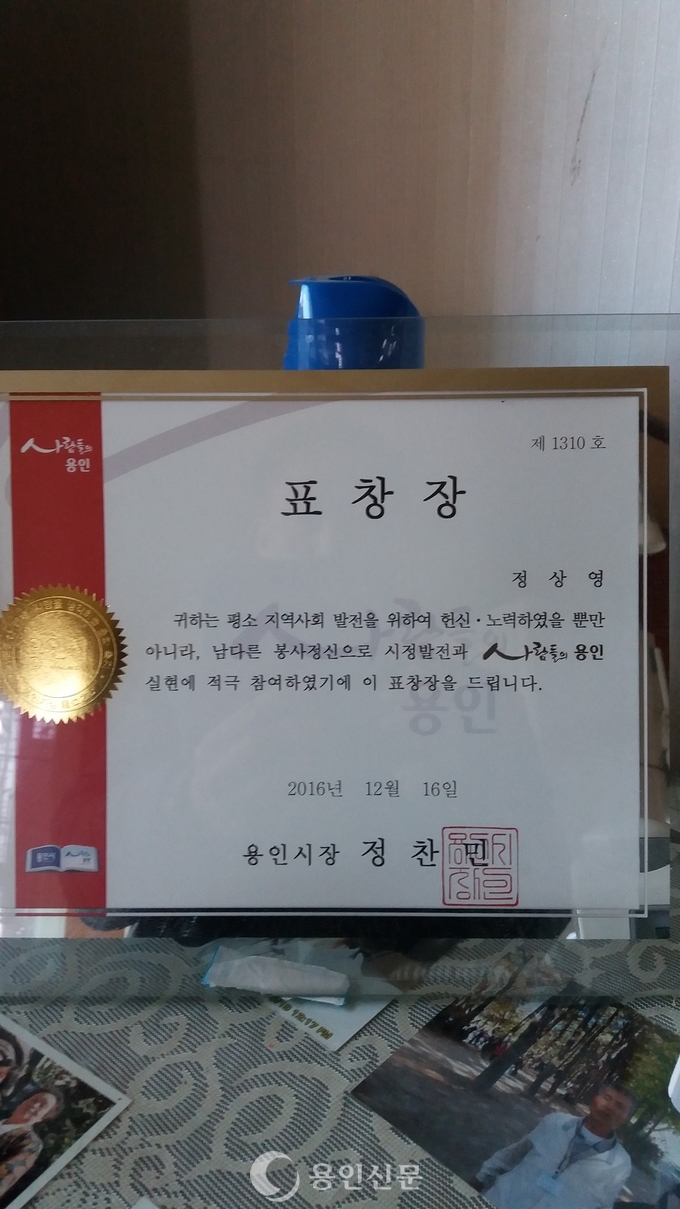 사람들의
용인
제 1310 호
표 창 장
정 상 영
귀하는 평소 지역사회 발전을 위하여 헌신·노력하였을 뿐만
아니라, 남다른 봉사정신으로 시정발전과 사람들의 용인
실현에 적극 참여하였기에 이 표창장을 드립니다.
2016년 12월 16일
용인시장 정 찬 민
용인신문